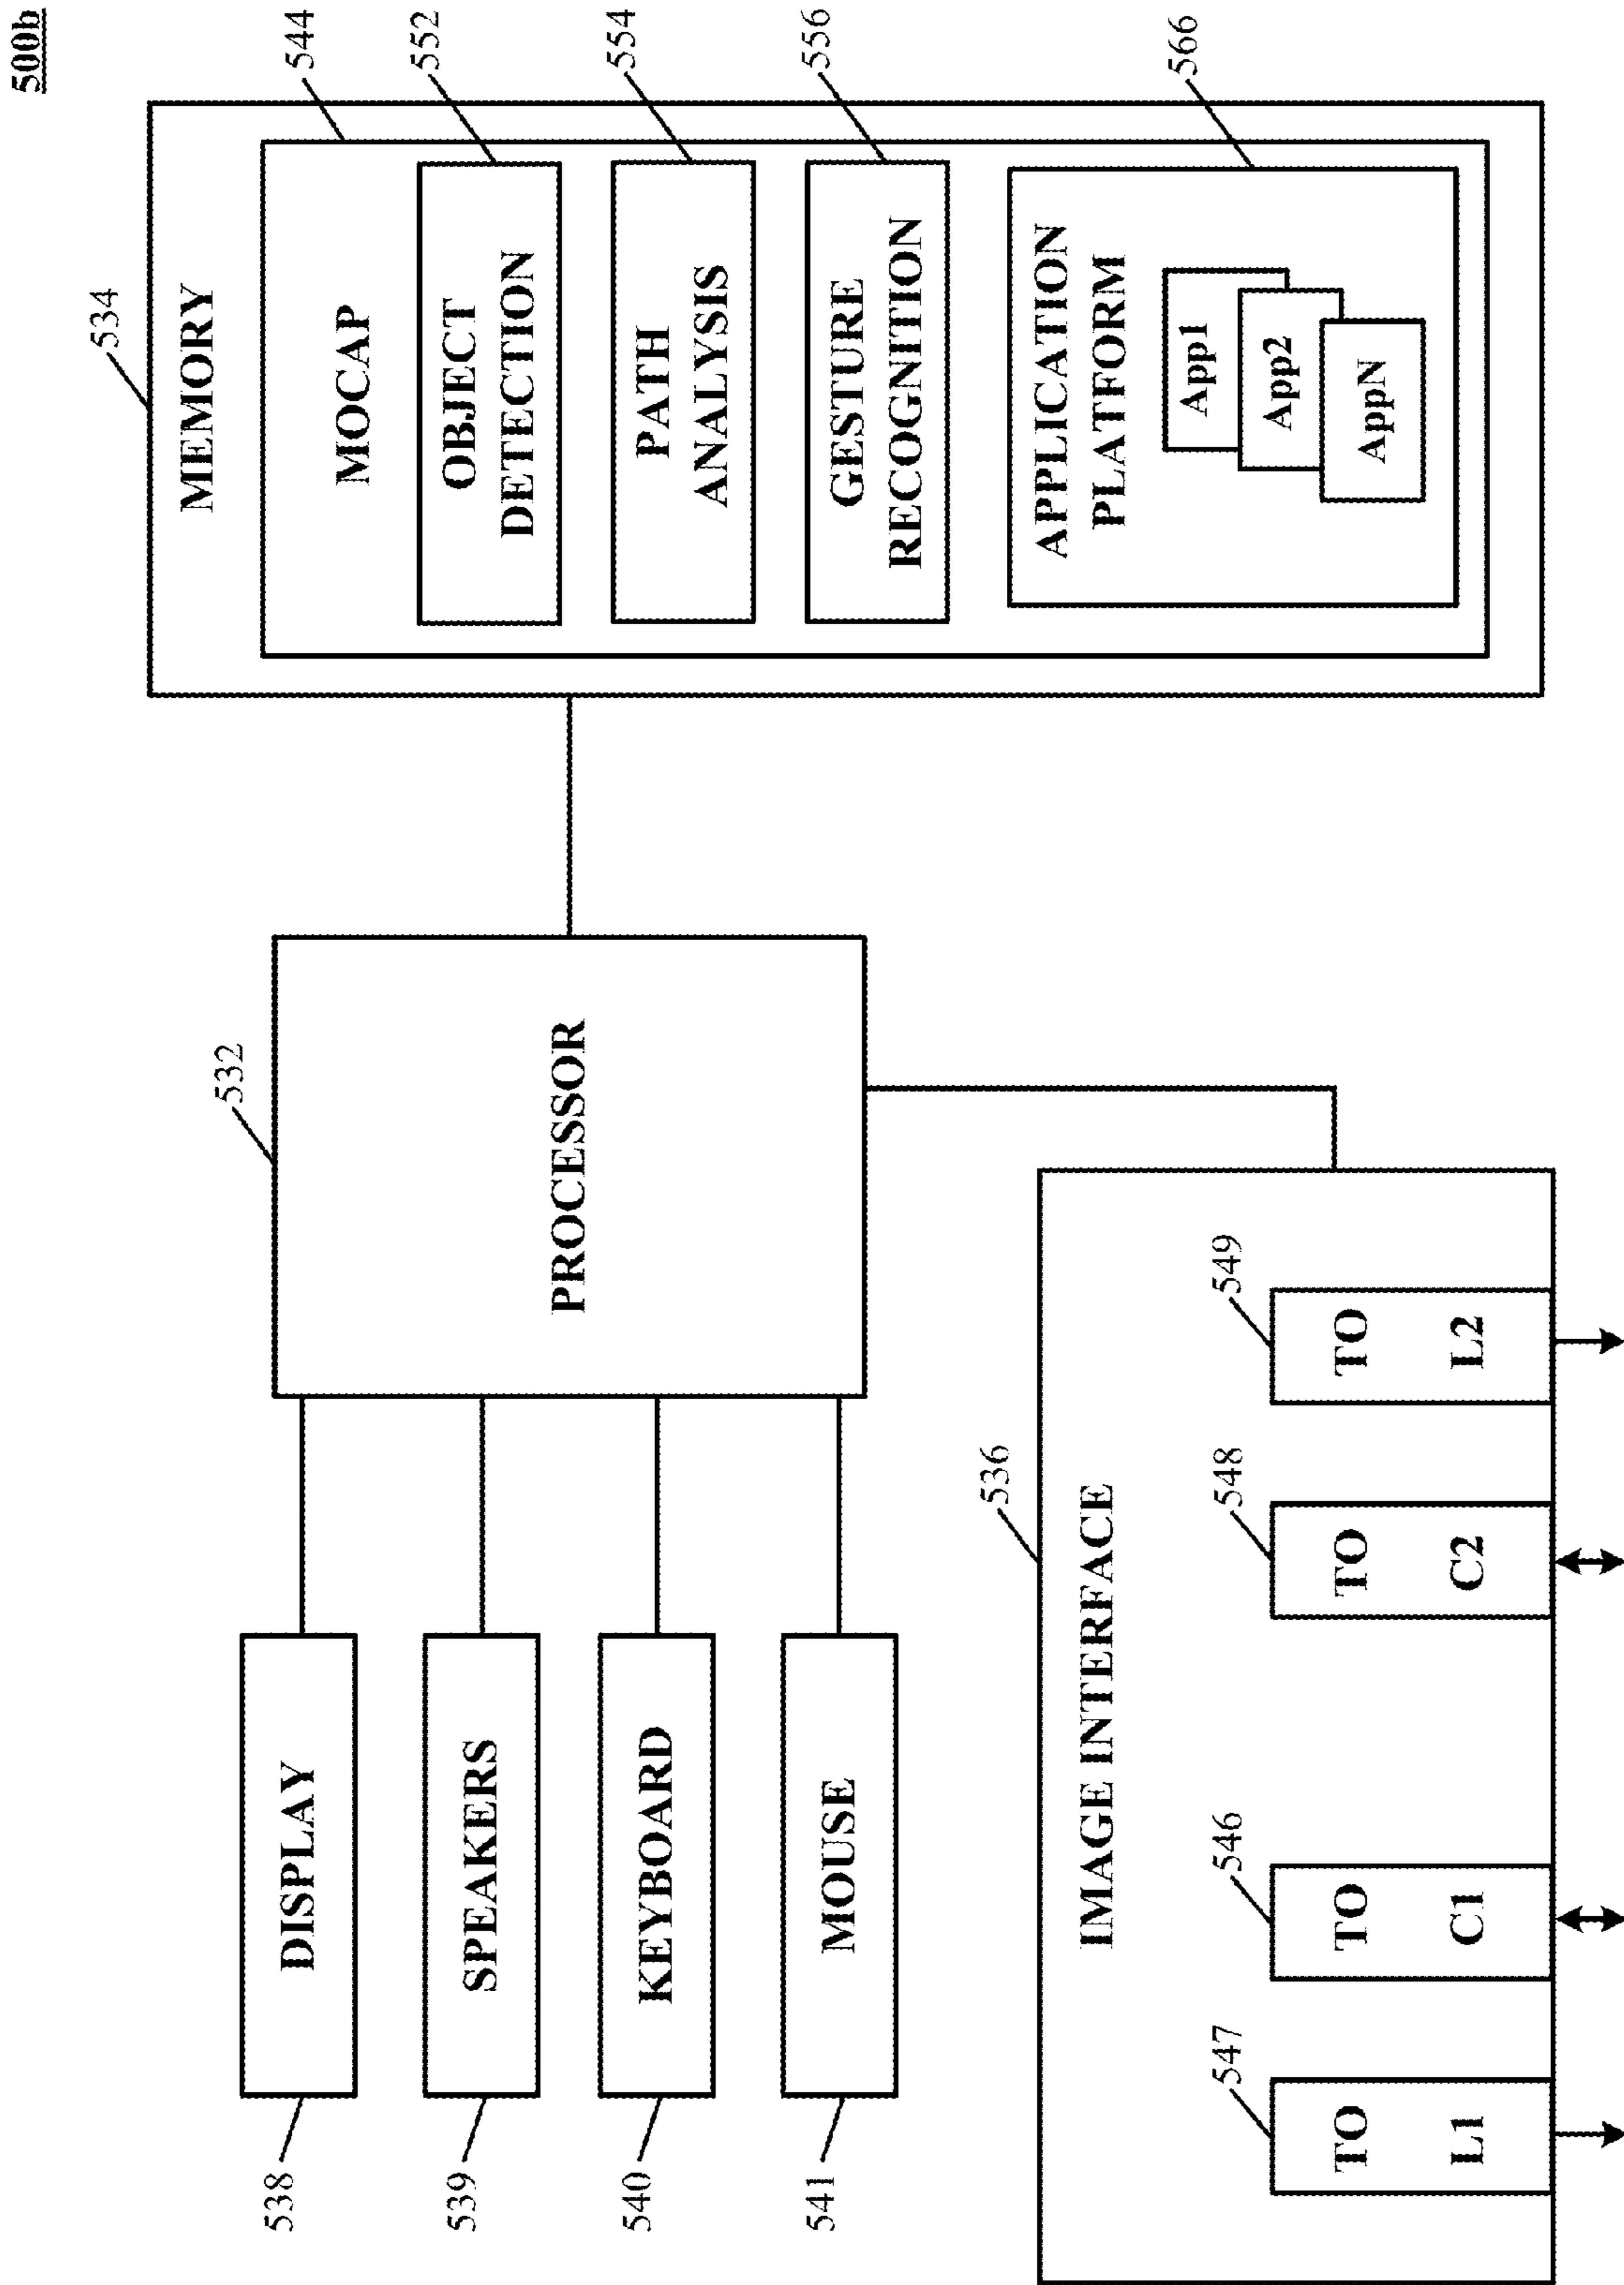 500b
538
DISPLAY
539
SPEAKERS
540
KEYBOARD
541
MOUSE
532
PROCESSOR
534
MEMORY
544
MOCAP
552
OBJECT
DETECTION
554
PATH
ANALYSIS
556
GESTURE
RECOGNITION
566
APPLICATION
PLATFORM
App1
App2
AppN
536
IMAGE INTERFACE
547
TO
L1
546
TO
C1
548
TO
C2
549
TO
L2